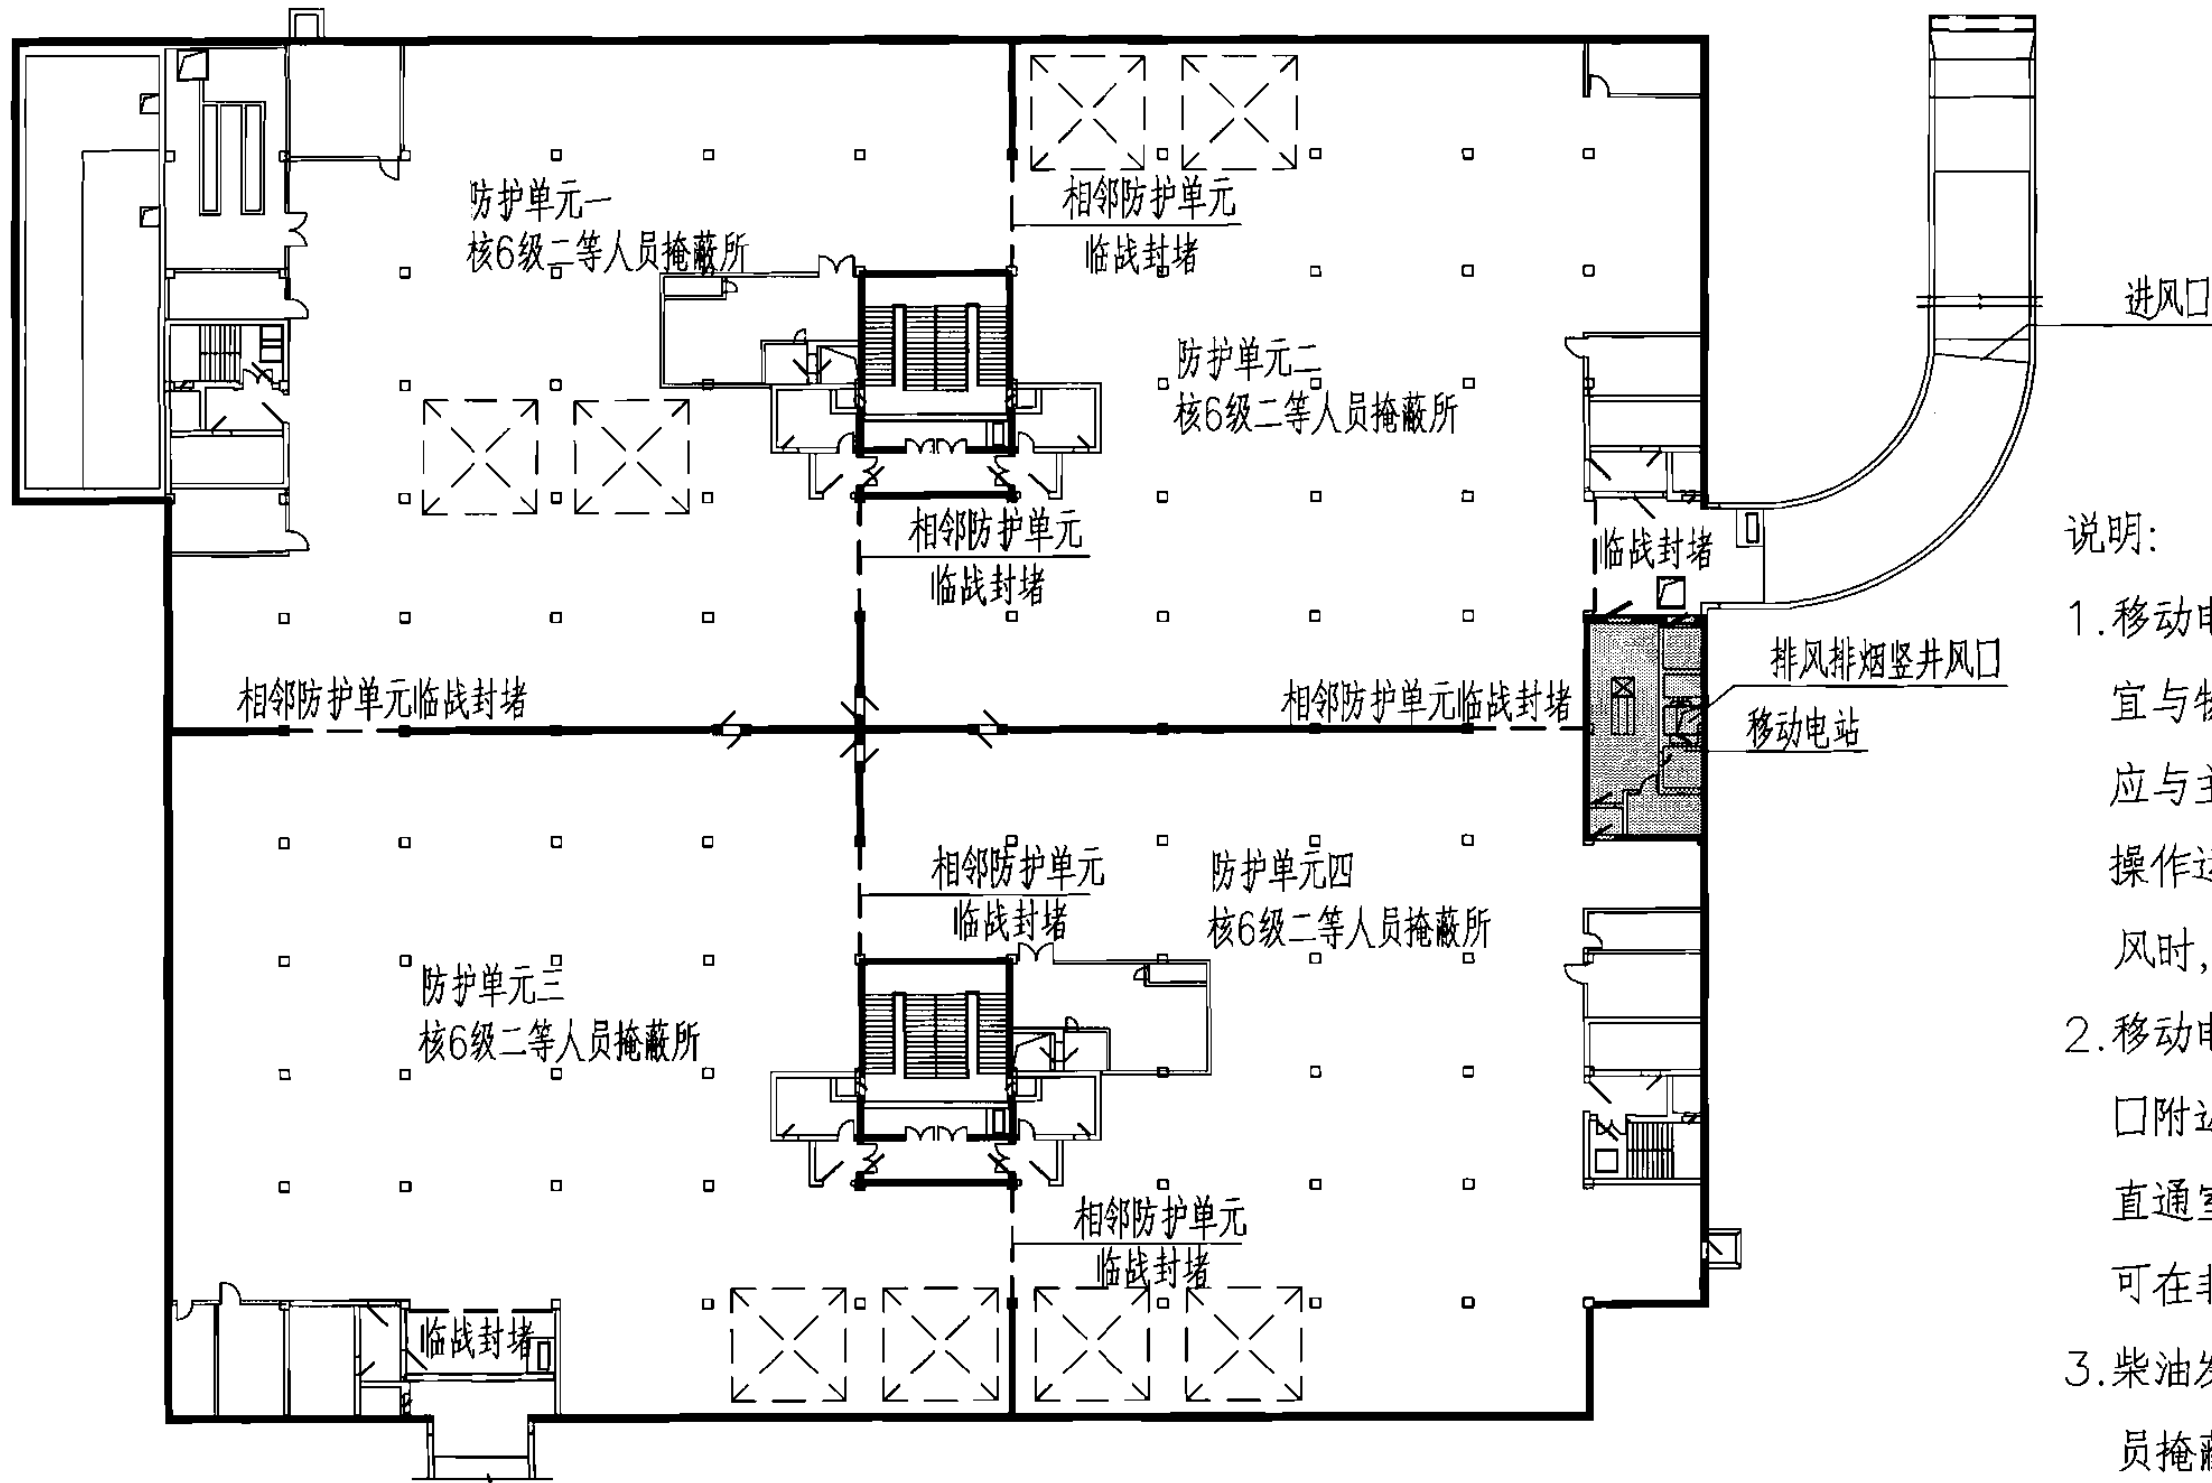 防护单元一
核6级二等人员掩蔽所
相邻防护单元
临战封堵
进风口
防护单元二
核6级二等人员掩蔽所
相邻防护单元
临战封堵
临战封堵
排风排烟竖井风口
移动电站
相邻防护单元临战封堵
相邻防护单元临战封堵
相邻防护单元
临战封堵
防护单元四
核6级二等人员掩蔽所
防护单元三
核6级二等人员掩蔽所
相邻防护单元
临战封堵
临战封堵
说明:
1.移动
宜与
应与
操作
风时,
2.移动
口附
直通
可在
3.柴油
员掩